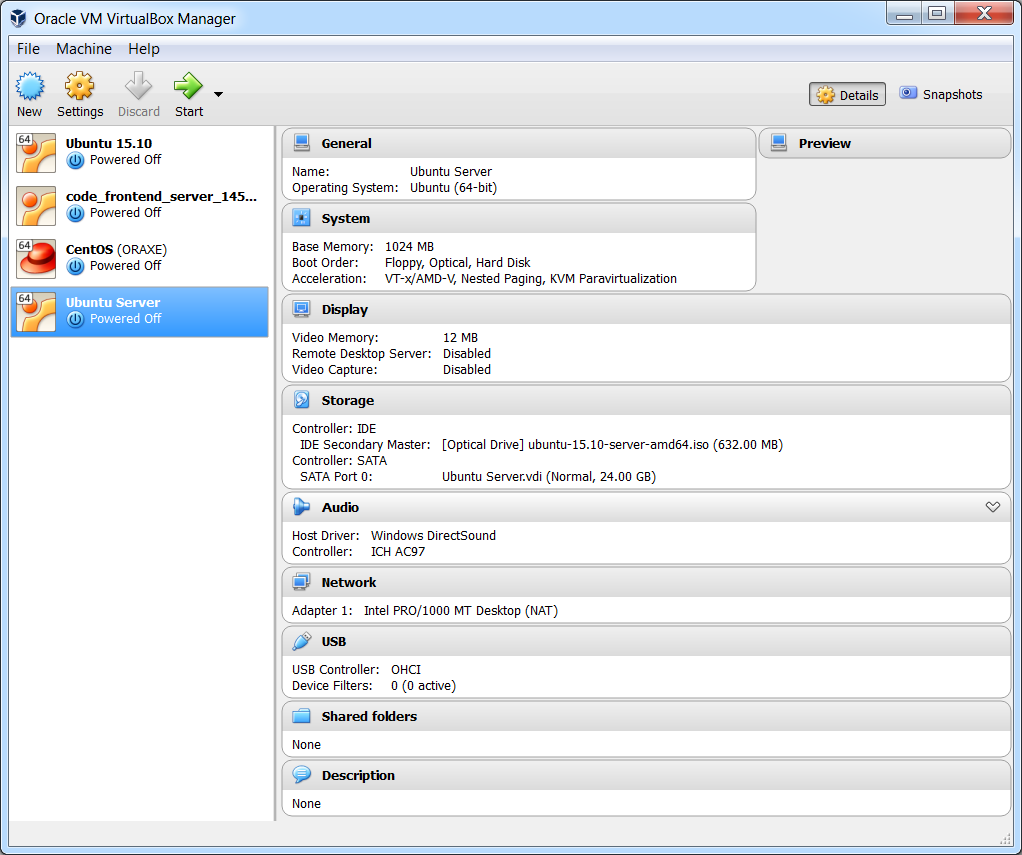 Oracle VM VirtualBox Manager
File Machine Help
New Settings Discard Start
Details Snapshots
64
Ubuntu 15.10
Powered Off
code_frontend_server_145...
Powered Off
64
CentOS (ORAXE)
Powered Off
64
Ubuntu Server
Powered Off
General
Name: Ubuntu Server
Operating System: Ubuntu (64-bit)
Preview
System
Base Memory: 1024 MB
Boot Order: Floppy, Optical, Hard Disk
Acceleration: VT-x/AMD-V, Nested Paging, KVM Paravirtualization
Display
Video Memory: 12 MB
Remote Desktop Server: Disabled
Video Capture: Disabled
Storage
Controller: IDE
IDE Secondary Master: [Optical Drive] ubuntu-15.10-server-amd64.iso (632.00 MB)
Controller: SATA
SATA Port 0: Ubuntu Server.vdi (Normal, 24.00 GB)
Audio
Host Driver: Windows DirectSound
Controller: ICH AC97
Network
Adapter 1: Intel PRO/1000 MT Desktop (NAT)
USB
USB Controller: OHCI
Device Filters: 0 (0 active)
Shared folders
None
Description
None